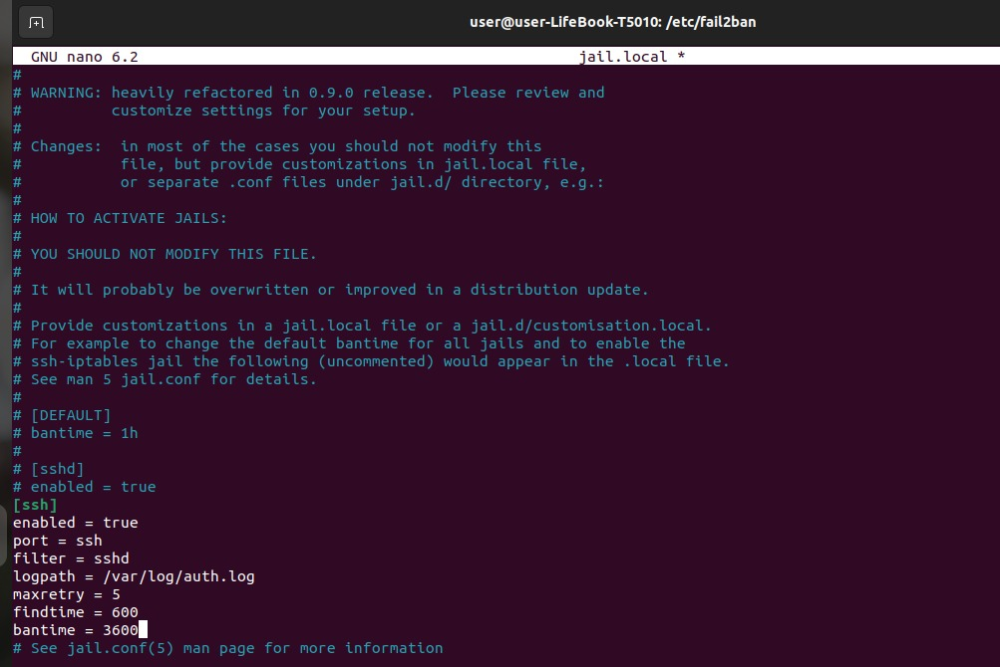 user@user-LifeBook-T5010: /etc/fail2ban
GNU nano 6.2 jail.local *
#
# WARNING: heavily refactored in 0.9.0 release.  Please review and
#          customize settings for your setup.
#
# Changes:  in most of the cases you should not modify this
#           file, but provide customizations in jail.local file,
#           or separate .conf files under jail.d/ directory, e.g.:
#
# HOW TO ACTIVATE JAILS:
#
# YOU SHOULD NOT MODIFY THIS FILE.
#
# It will probably be overwritten or improved in a distribution update.
#
# Provide customizations in a jail.local file or a jail.d/customisation.local.
# For example to change the default bantime for all jails and to enable the
# ssh-iptables jail the following (uncommented) would appear in the .local file.
# See man 5 jail.conf for details.
#
# [DEFAULT]
# bantime = 1h
#
# [sshd]
# enabled = true
[ssh]
enabled = true
port = ssh
filter = sshd
logpath = /var/log/auth.log
maxretry = 5
findtime = 600
bantime = 3600
# See jail.conf(5) man page for more information